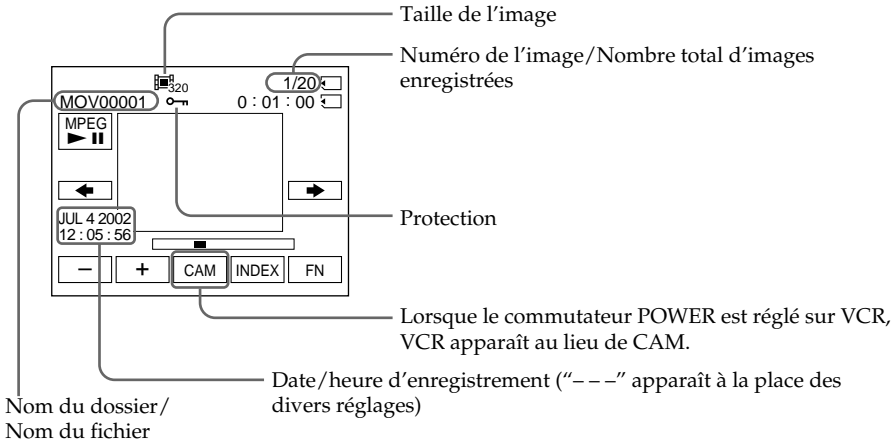 Taille de l'image
Numéro de l'image/Nombre total d'images
enregistrées
320
1/20
MOV00001
0 : 01 : 00
MPEG
JUL 4 2002
12 : 05 : 56
Protection
– + CAM INDEX FN
Lorsque le commutateur POWER est réglé sur VCR,
VCR apparaît au lieu de CAM.
Date/heure d'enregistrement (“– – –” apparaît à la place des
divers réglages)
Nom du dossier/
Nom du fichier